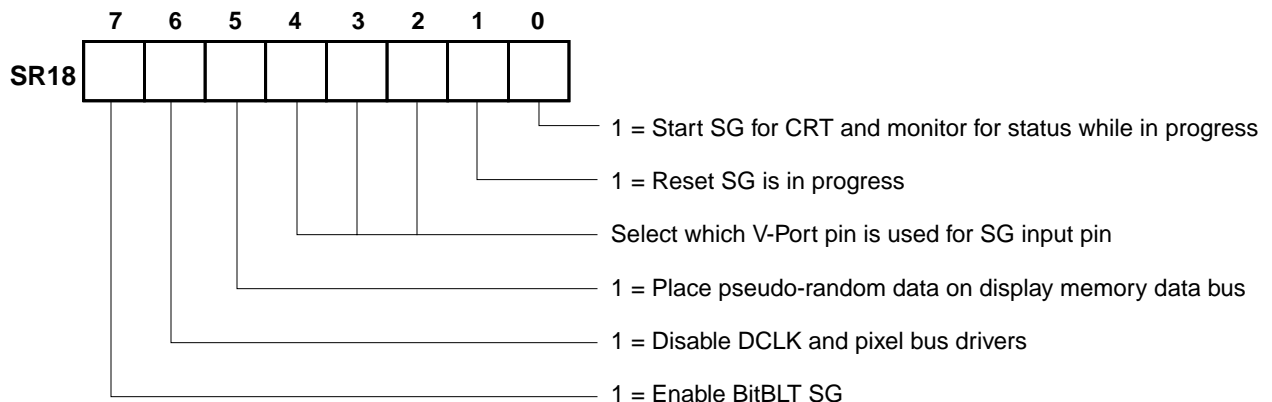 7 6 5 4 3 2 1 0
SR18
1 = Start SG for CRT and monitor for status while in progress
1 = Reset SG is in progress
Select which V-Port pin is used for SG input pin
1 = Place pseudo-random data on display memory data bus
1 = Disable DCLK and pixel bus drivers
1 = Enable BitBLT SG